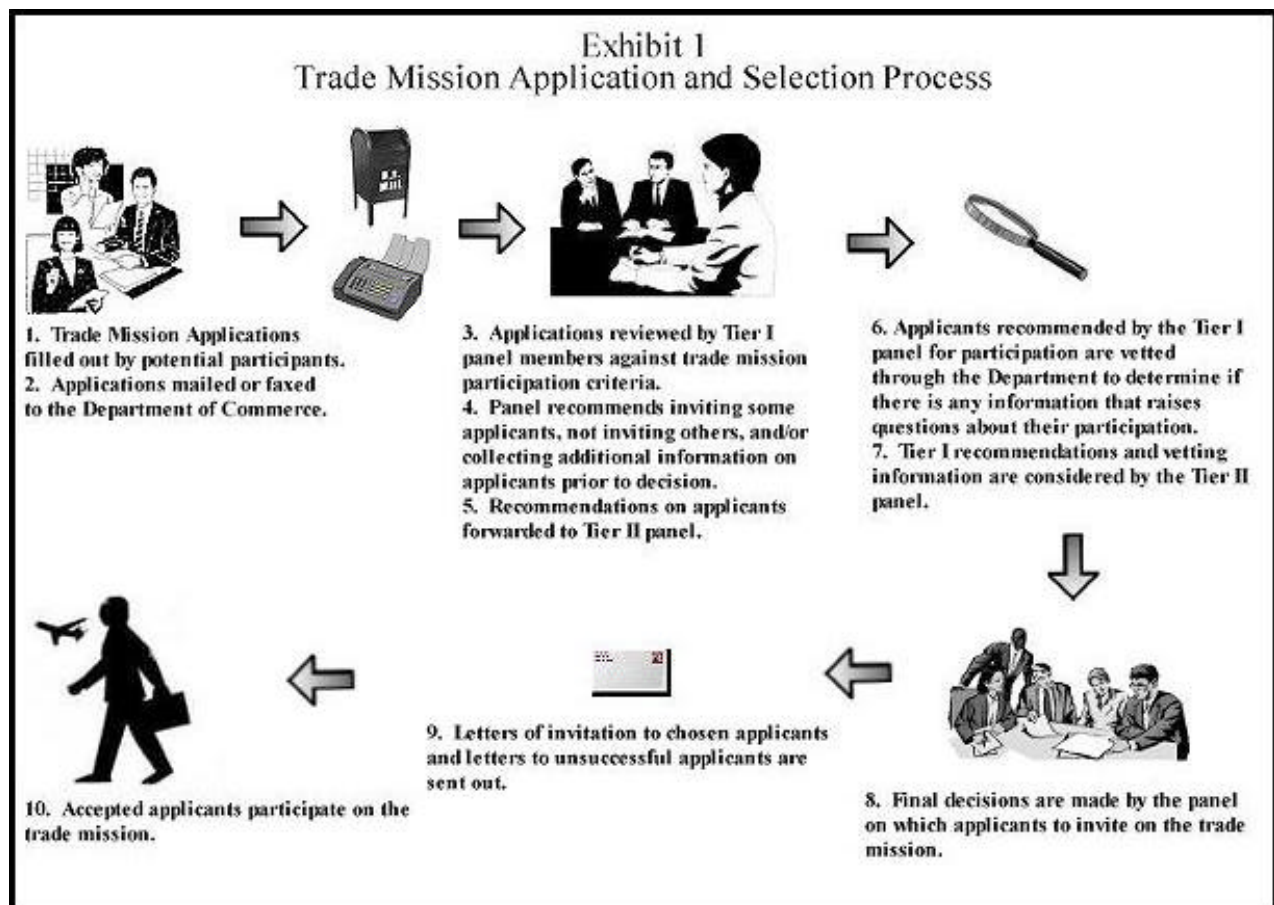 Exhibit 1
Trade Mission Application and Selection Process
U.S.
MAIL
1. Trade Mission Applications
filled out by potential participants.
2. Applications mailed or faxed
to the Department of Commerce.
3. Applications reviewed by Tier I
panel members against trade mission
participation criteria.
4. Panel recommends inviting some
applicants, not inviting others, and/or
collecting additional information on
applicants prior to decision.
5. Recommendations on applicants
forwarded to Tier II panel.
6. Applicants recommended by the Tier I
panel for participation are vetted
through the Department to determine if
there is any information that raises
questions about their participation.
7. Tier I recommendations and vetting
information are considered by the Tier II
panel.
8. Final decisions are made by the panel
on which applicants to invite on the trade
mission.
9. Letters of invitation to chosen applicants
and letters to unsuccessful applicants are
sent out.
10. Accepted applicants participate on the
trade mission.